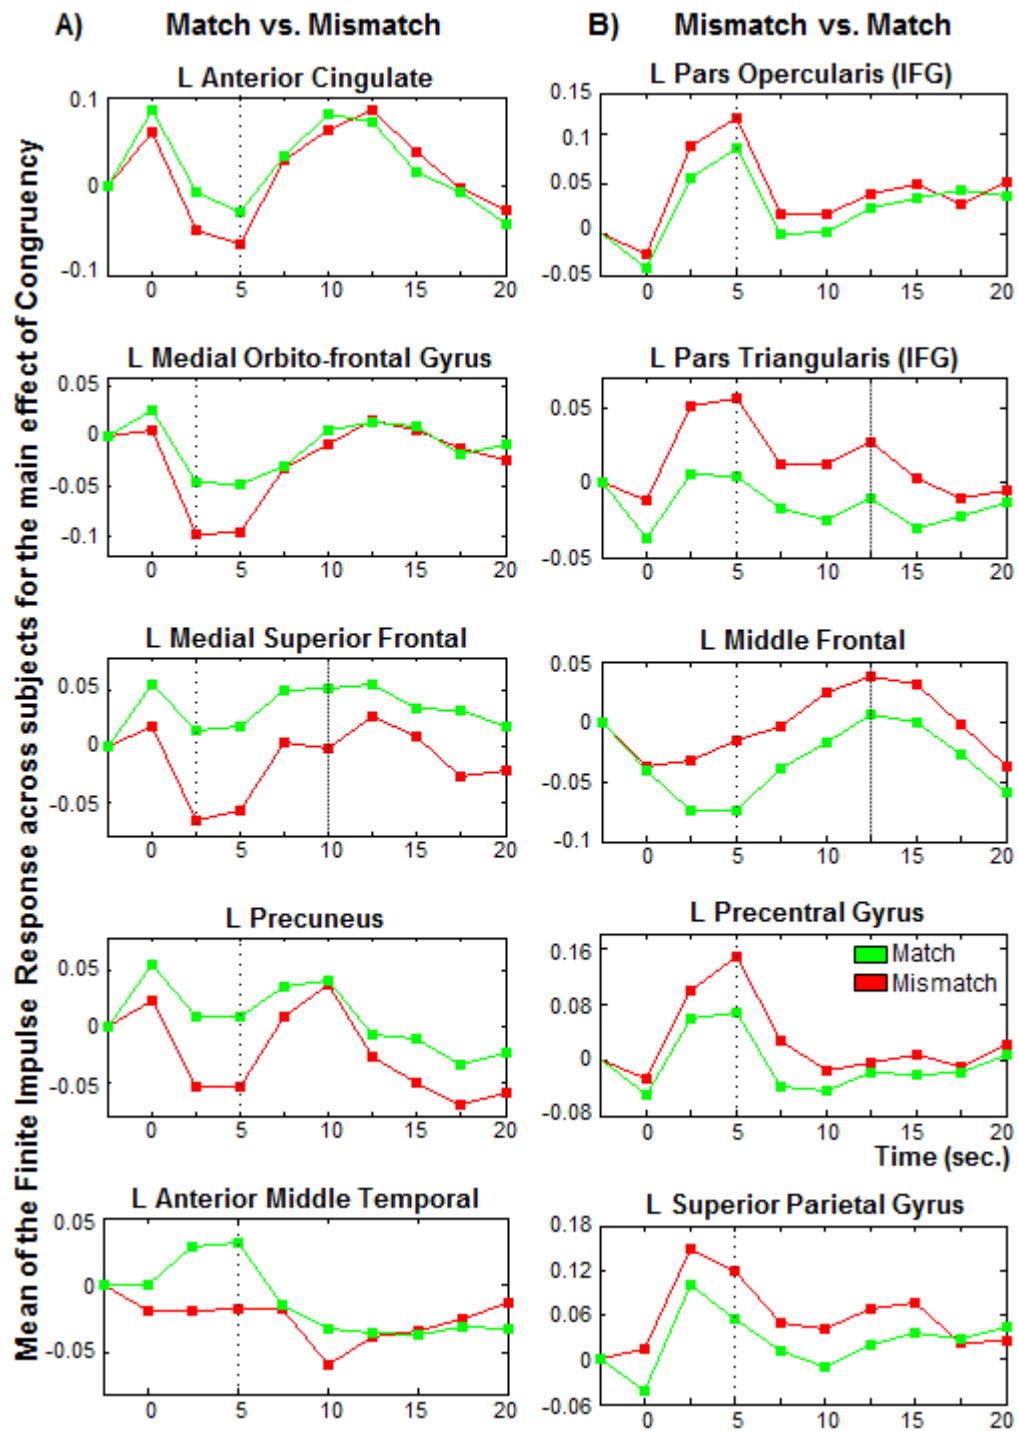 A) Match vs. Mismatch
B) Mismatch vs. Match
Mean of the Finite Impulse Response across subjects for the main effect of Congruency
L Anterior Cingulate
0.1
0
-0.1
0 5 10 15 20
L Medial Orbito-frontal Gyrus
0.05
0
-0.05
-0.1
0 5 10 15 20
L Medial Superior Frontal
0.05
0
-0.05
0 5 10 15 20
L Precuneus
0.05
0
-0.05
0 5 10 15 20
L Anterior Middle Temporal
0.05
0
-0.05
0 5 10 15 20
L Pars Opercularis (IFG)
0.15
0.1
0.05
0
-0.05
0 5 10 15 20
L Pars Triangularis (IFG)
0.05
0
-0.05
0 5 10 15 20
L Middle Frontal
0.05
0
-0.05
-0.1
0 5 10 15 20
L Precentral Gyrus
0.16
0.08
0
-0.08
Match
Mismatch
0 5 10 15 20
Time (sec.)
L Superior Parietal Gyrus
0.18
0.12
0.06
0
-0.06
0 5 10 15 20